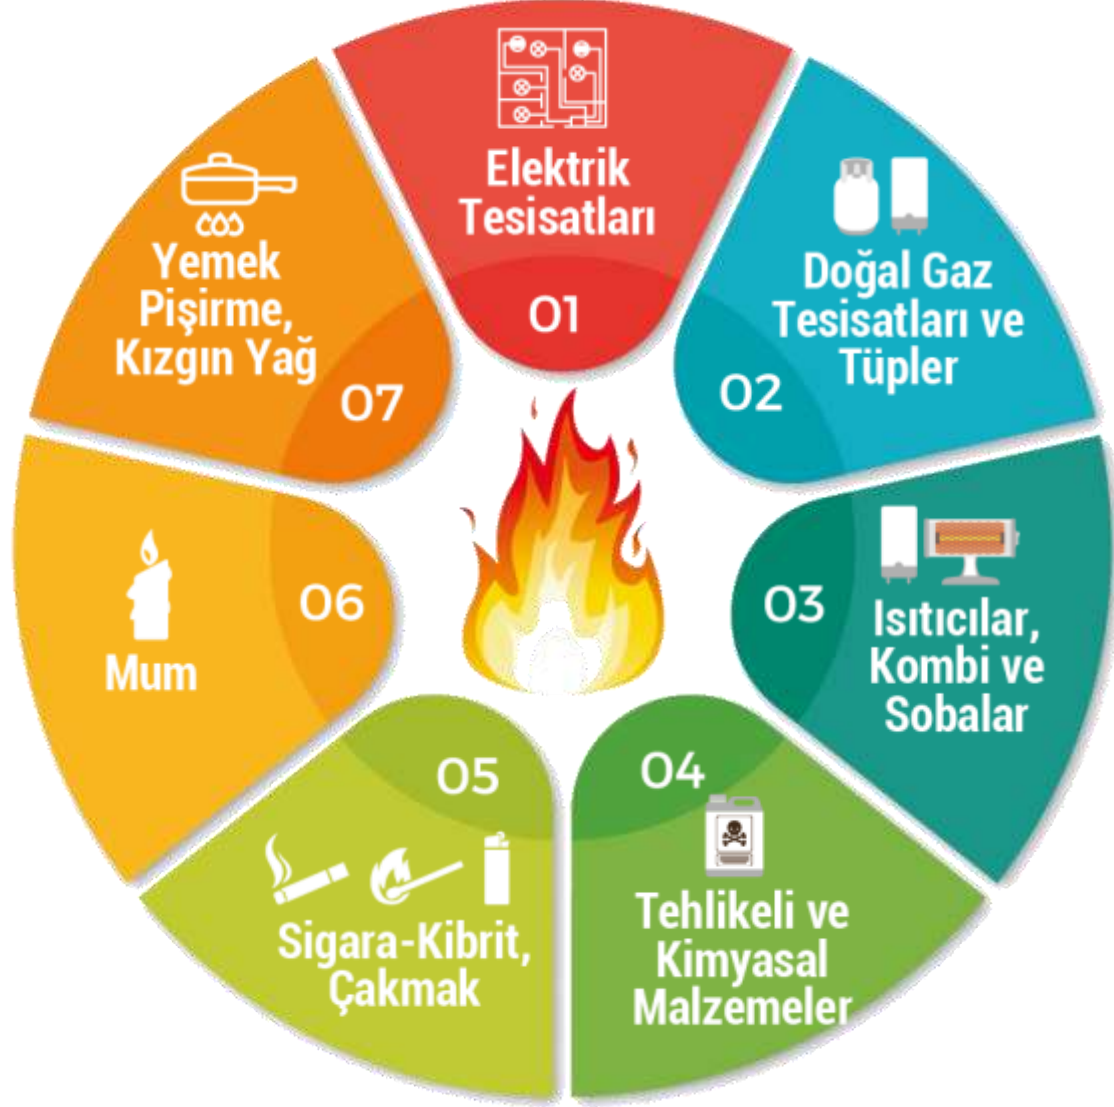 Elektrik
Tesisatları
01
Doğal Gaz
Tesisatları ve
Tüpler
02
Isıtıcılar,
Kombi ve
Sobalar
03
04
Tehlikeli ve
Kimyasal
Malzemeler
05
Sigara-Kibrit,
Çakmak
06
Mum
Yemek
Pişirme,
Kızgın Yağ
07